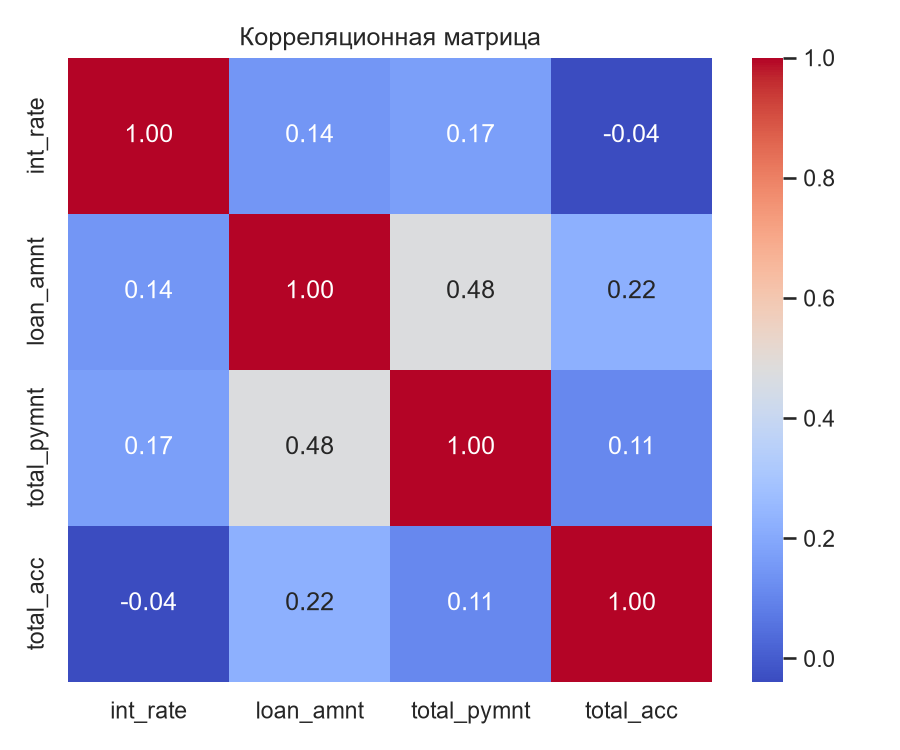 Корреляционная матрица
int_rate 1.00 0.14 0.17 -0.04
loan_amnt 0.14 1.00 0.48 0.22
total_pymnt 0.17 0.48 1.00 0.11
total_acc -0.04 0.22 0.11 1.00
int_rate loan_amnt total_pymnt total_acc
1.0
0.8
0.6
0.4
0.2
0.0